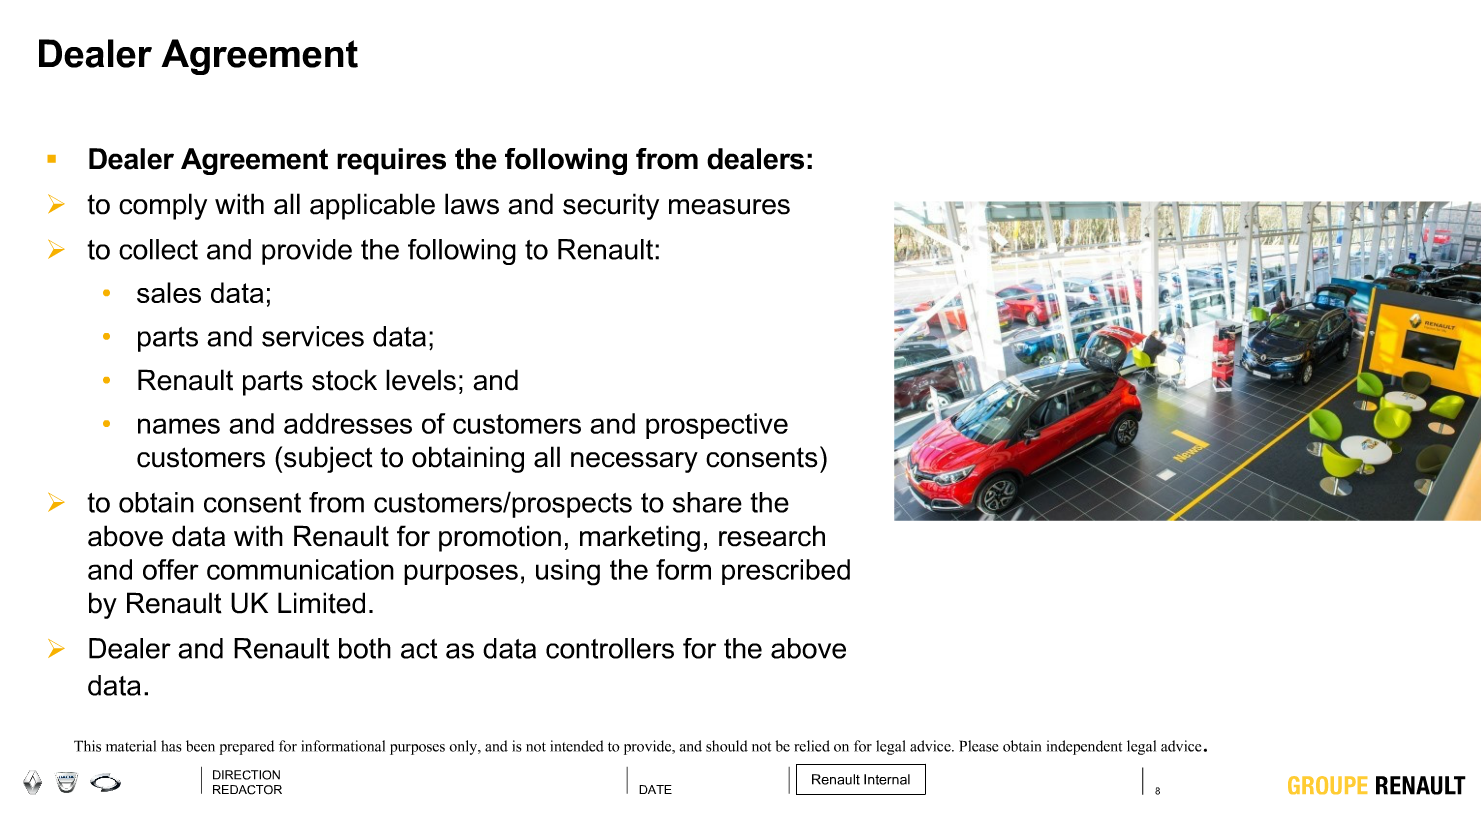 Dealer Agreement
Dealer Agreement requires the following from dealers:
to comply with all applicable laws and security measures
to collect and provide the following to Renault:
sales data;
parts and services data;
Renault parts stock levels; and
names and addresses of customers and prospective
customers (subject to obtaining all necessary consents)
to obtain consent from customers/prospects to share the
above data with Renault for promotion, marketing, research
and offer communication purposes, using the form prescribed
by Renault UK Limited.
Dealer and Renault both act as data controllers for the above
data.
RENAULT
News
This material has been prepared for informational purposes only, and is not intended to provide, and should not be relied on for legal advice. Please obtain independent legal advice.
DIRECTION
REDACTOR
DATE
Renault Internal
8
GROUPE RENAULT